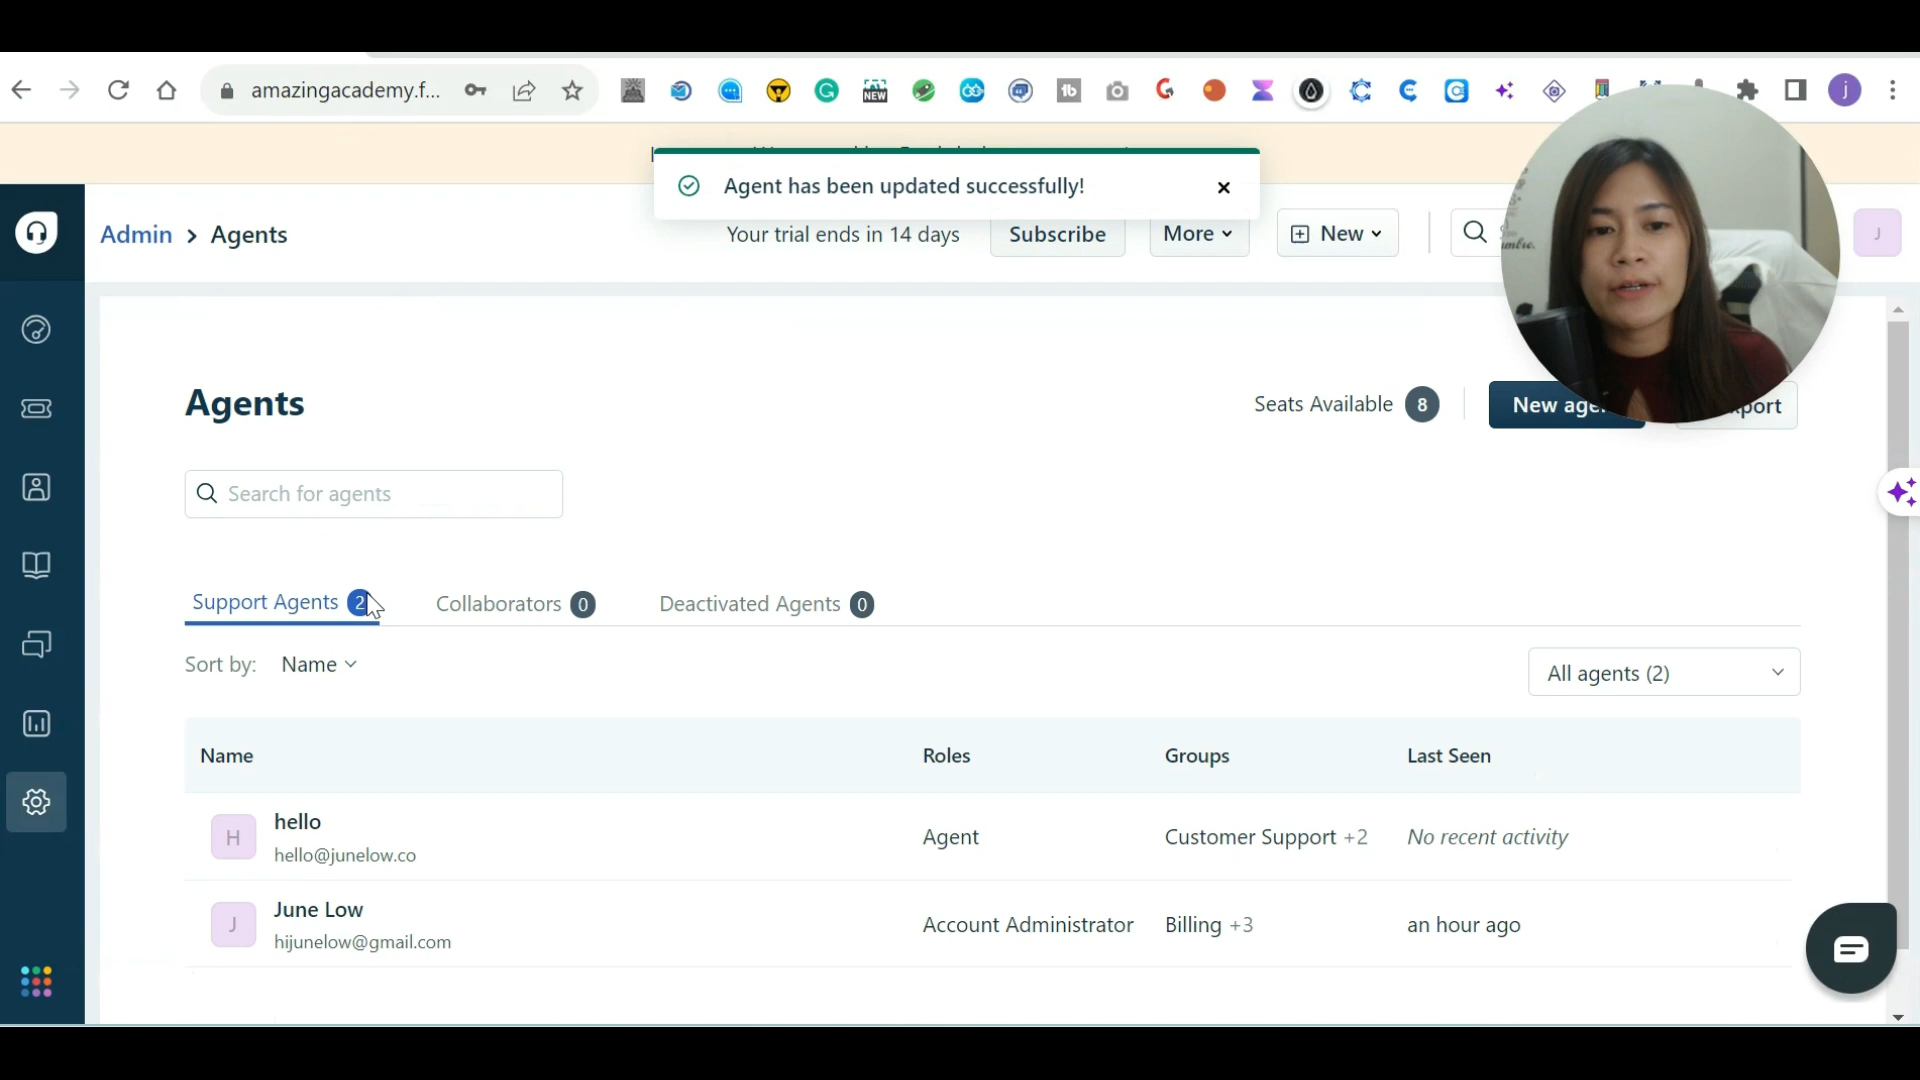 amazingacademy.f...
NEW
tb
j
Agent has been updated successfully!
Admin > Agents
Your trial ends in 14 days
Subscribe
More
New
J
Agents
Seats Available 8
New age
port
Search for agents
Support Agents 2
Collaborators 0
Deactivated Agents 0
Sort by: Name
All agents (2)
Name Roles Groups Last Seen
H
hello
hello@junelow.co
Agent
Customer Support +2
No recent activity
J
June Low
hijunelow@gmail.com
Account Administrator
Billing +3
an hour ago